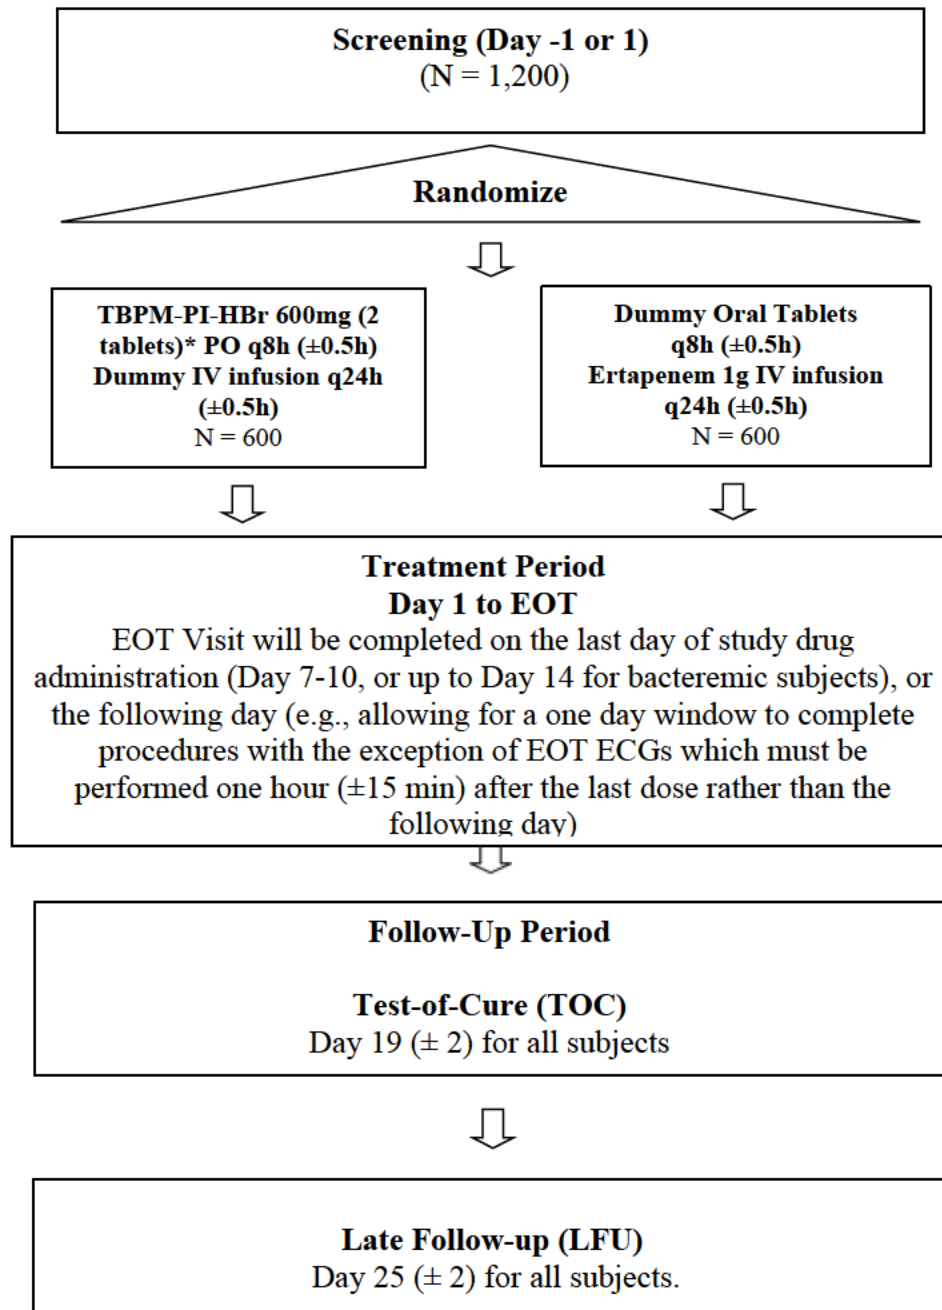 Screening (Day -1 or 1)
(N = 1,200)
Randomize
TBPM-PI-HBr 600mg (2
tablets)* PO q8h (±0.5h)
Dummy IV infusion q24h
(±0.5h)
N = 600
Dummy Oral Tablets
q8h (±0.5h)
Ertapenem 1g IV infusion
q24h (±0.5h)
N = 600
Treatment Period
Day 1 to EOT
EOT Visit will be completed on the last day of study drug
administration (Day 7-10, or up to Day 14 for bacteremic subjects), or
the following day (e.g., allowing for a one day window to complete
procedures with the exception of EOT ECGs which must be
performed one hour (±15 min) after the last dose rather than the
following day)
Follow-Up Period
Test-of-Cure (TOC)
Day 19 (± 2) for all subjects
Late Follow-up (LFU)
Day 25 (± 2) for all subjects.